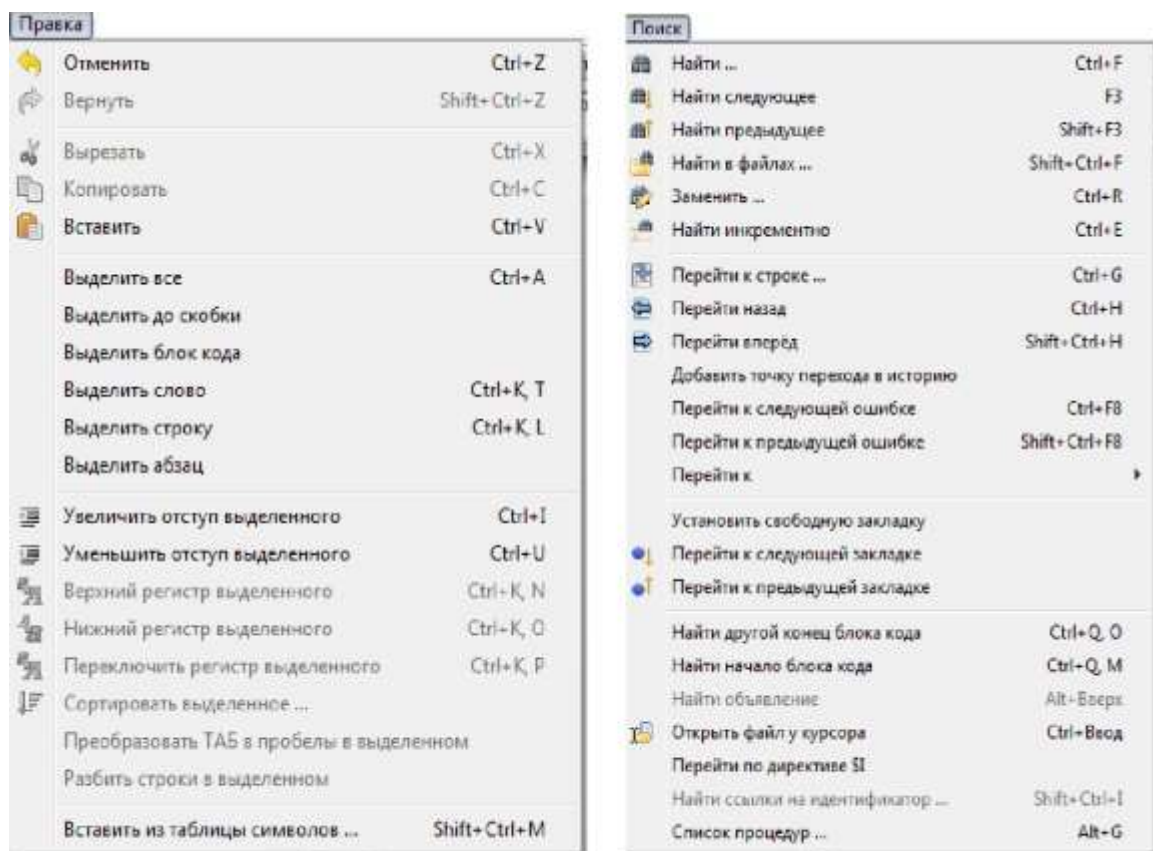 Правка
Отменить Ctrl+Z
Вернуть Shift+Ctrl+Z
Вырезать Ctrl+X
Копировать Ctrl+C
Вставить Ctrl+V
Выделить все Ctrl+A
Выделить до скобки
Выделить блок кода
Выделить слово Ctrl+K, T
Выделить строку Ctrl+K, L
Выделить абзац
Увеличить отступ выделенного Ctrl+I
Уменьшить отступ выделенного Ctrl+U
Верхний регистр выделенного Ctrl+K, N
Нижний регистр выделенного Ctrl+K, O
Переключить регистр выделенного Ctrl+K, P
Сортировать выделенное ...
Преобразовать TAБ в пробелы в выделенном
Разбить строки в выделенном
Вставить из таблицы символов ... Shift+Ctrl+M
Поиск
Найти ... Ctrl+F
Найти следующее F3
Найти предыдущее Shift+F3
Найти в файлах ... Shift+Ctrl+F
Заменить ... Ctrl+R
Найти инкрементно Ctrl+E
Перейти к строке ... Ctrl+G
Перейти назад Ctrl+H
Перейти вперёд Shift+Ctrl+H
Добавить точку перехода в историю
Перейти к следующей ошибке Ctrl+F8
Перейти к предыдущей ошибке Shift+Ctrl+F8
Перейти к
Установить свободную закладку
Перейти к следующей закладке
Перейти к предыдущей закладке
Найти другой конец блока кода Ctrl+Q, O
Найти начало блока кода Ctrl+Q, M
Найти объявление Alt+Вверх
Открыть файл у курсора Ctrl+Ввод
Перейти по директиве $I
Найти ссылки на идентификатор ... Shift+Ctrl+I
Список процедур ... Alt+G